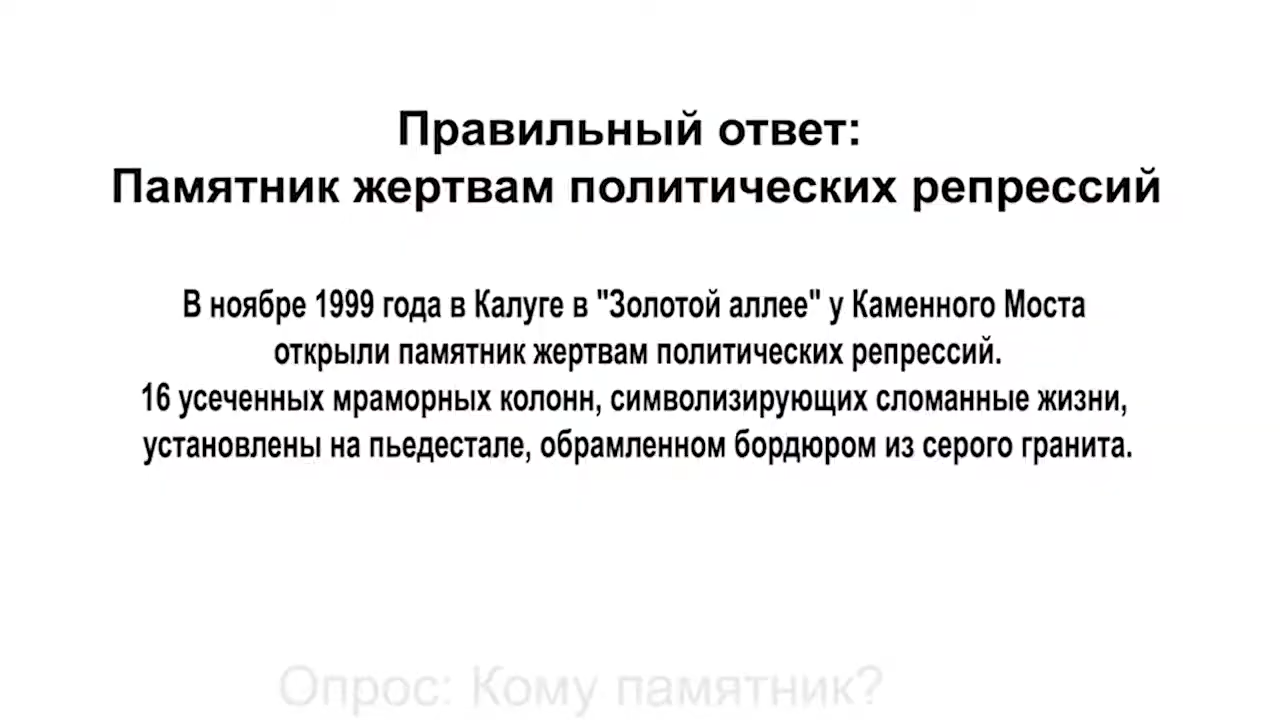 Правильный ответ:
Памятник жертвам политических репрессий
В ноябре 1999 года в Калуге в "Золотой аллее" у Каменного Моста
открыли памятник жертвам политических репрессий.
16 усеченных мраморных колонн, символизирующих сломанные жизни,
установлены на пьедестале, обрамленном бордюром из серого гранита.
Опрос: Кому памятник?